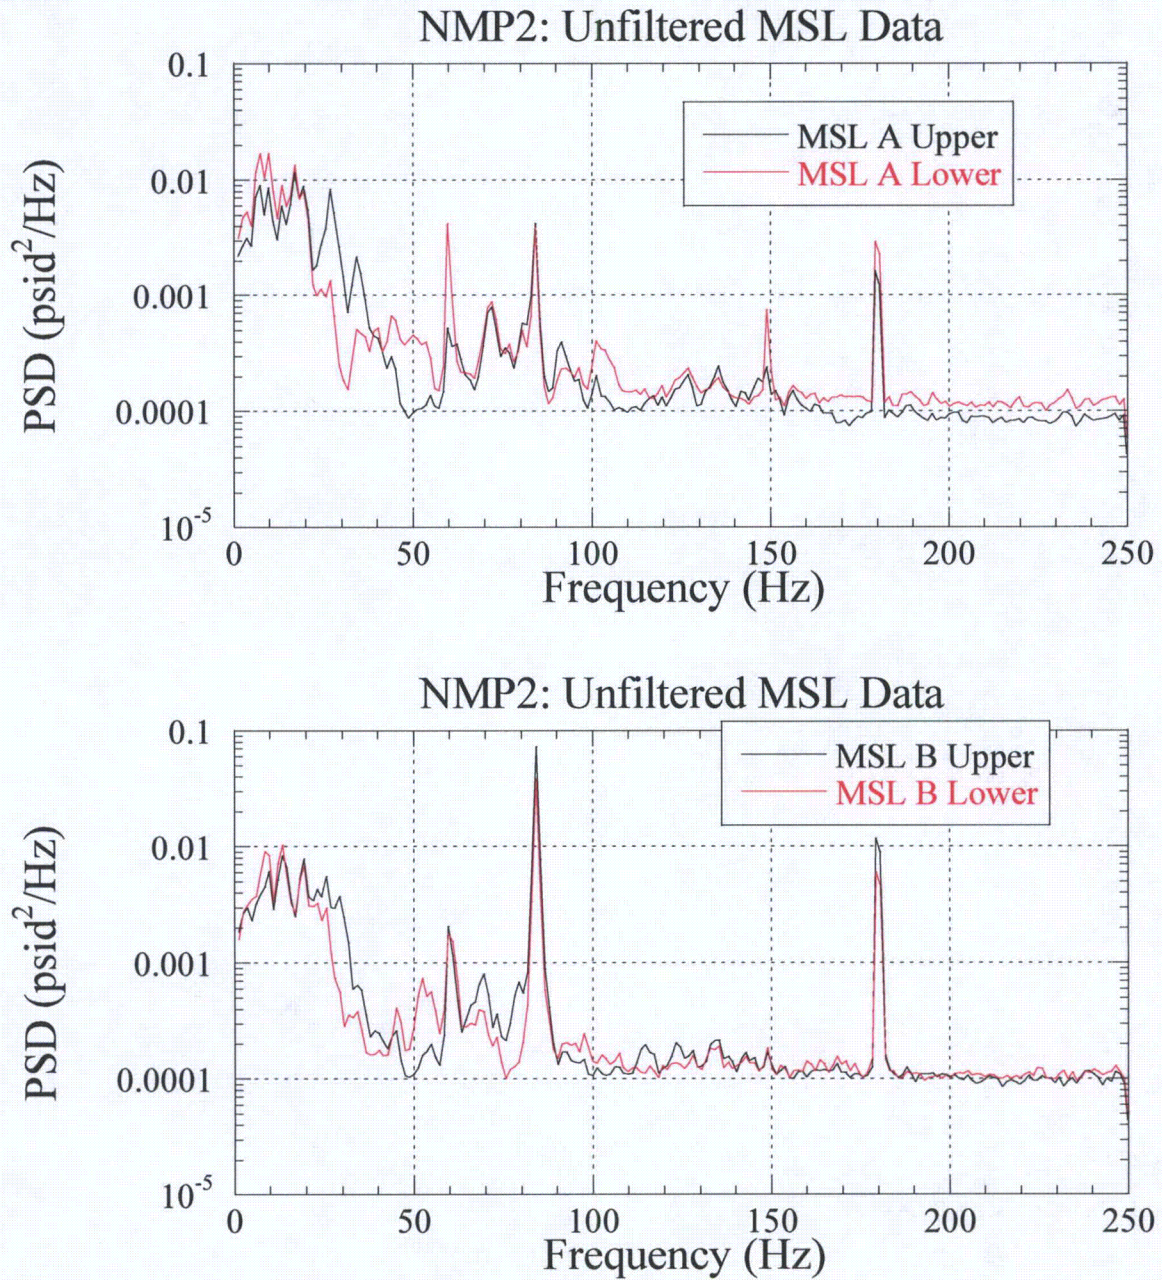 NMP2: Unfiltered MSL Data
0.1
0.01
0.001
0.0001
10-5
PSD (psid2/Hz)
MSL A Upper
MSL A Lower
0 50 100 150 200 250
Frequency (Hz)
NMP2: Unfiltered MSL Data
0.1
0.01
0.001
0.0001
10-5
PSD (psid2/Hz)
MSL B Upper
MSL B Lower
0 50 100 150 200 250
Frequency (Hz)